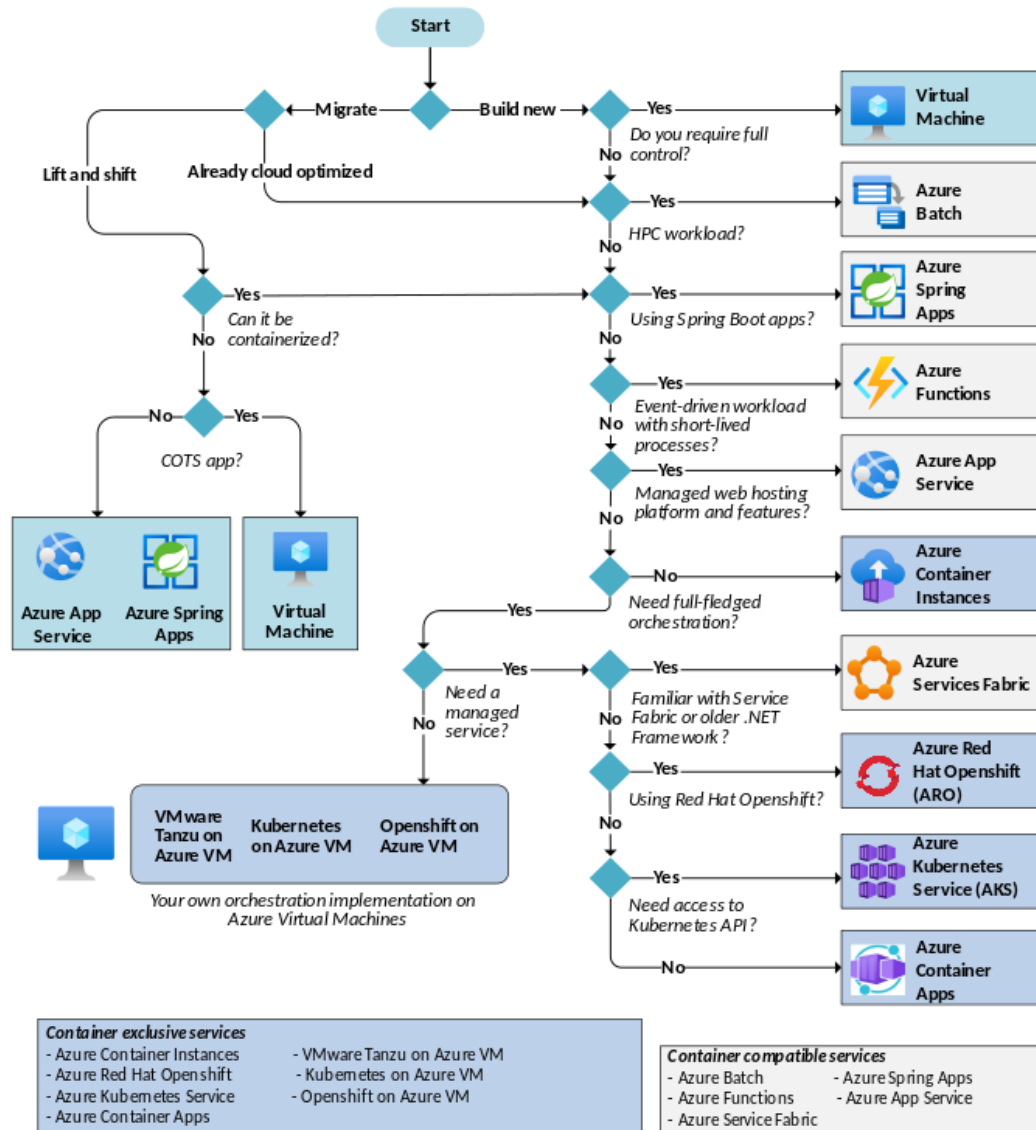 Start
Migrate
Build new
Yes
Virtual
Machine
Do you require full
control?
No
Lift and shift
Already cloud optimized
Yes
Azure
Batch
HPC workload?
No
Yes
Can it be
containerized?
No
Yes
Azure
Spring
Apps
Using Spring Boot apps?
No
Yes
Azure
Functions
Event-driven workload
with short-lived
processes?
No
No
Yes
COTS app?
Yes
Azure App
Service
Managed web hosting
platform and features?
No
Azure App
Service
Azure Spring
Apps
Virtual
Machine
No
Azure
Container
Instances
Need full-fledged
orchestration?
Yes
Yes
Need a
managed
service?
No
Yes
Azure
Services Fabric
Familiar with Service
Fabric or older .NET
Framework?
No
Yes
Azure Red
Hat Openshift
(ARO)
Using Red Hat Openshift?
No
VMware
Tanzu on
Azure VM
Kubernetes
on Azure VM
Openshift on
Azure VM
Your own orchestration implementation on
Azure Virtual Machines
Yes
Azure
Kubernetes
Service (AKS)
Need access to
Kubernetes API?
No
Azure
Container
Apps
Container exclusive services
- Azure Container Instances
- Azure Red Hat Openshift
- Azure Kubernetes Service
- Azure Container Apps
- VMware Tanzu on Azure VM
- Kubernetes on Azure VM
- Openshift on Azure VM
Container compatible services
- Azure Batch
- Azure Functions
- Azure Service Fabric
- Azure Spring Apps
- Azure App Service